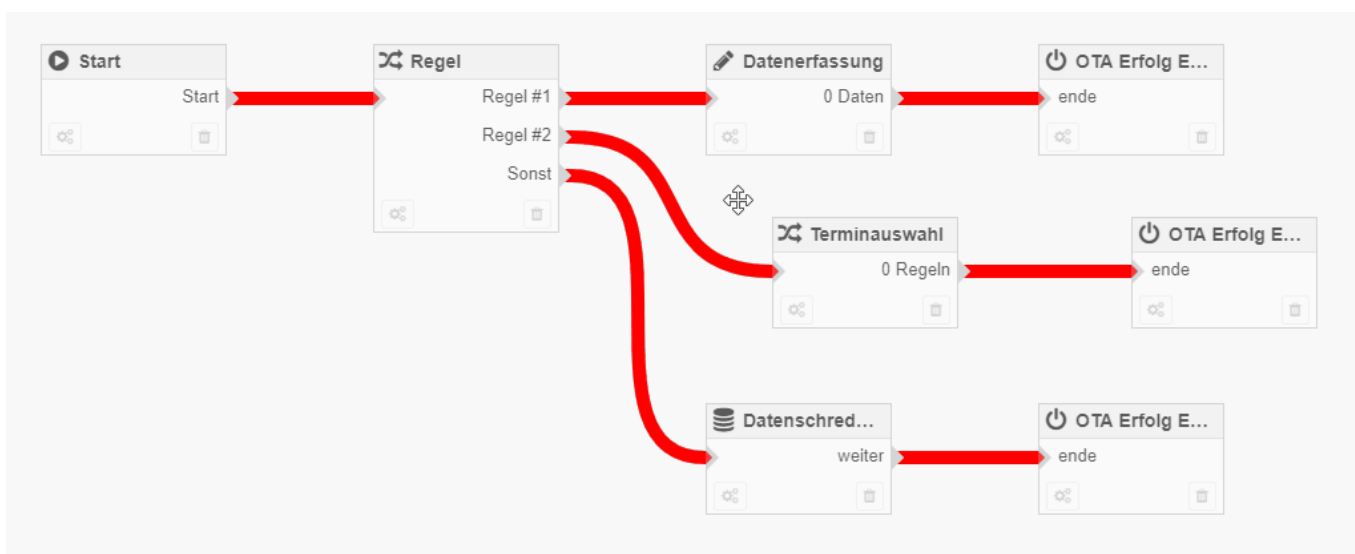 Start
Start
Regel
Regel #1
Regel #2
Sonst
Datenerfassung
0 Daten
OTA Erfolg E...
ende
Terminauswahl
0 Regeln
OTA Erfolg E...
ende
Datenschred...
weiter
OTA Erfolg E...
ende